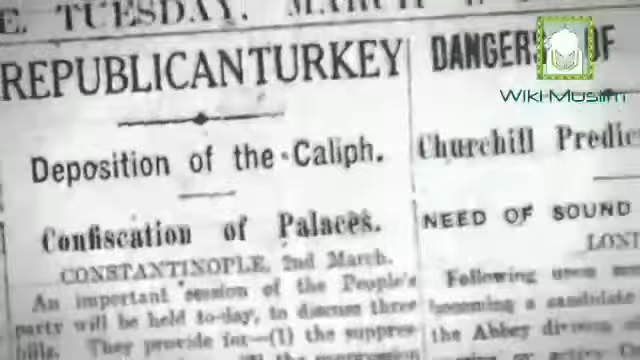 E, TUESDAY, MARCH
REPUBLICAN TURKEY
Deposition of the Caliph.
Confiscation of Palaces.
CONSTANTINOPLE, 2nd March.
An important session of the People's
party will be held to-day, to discuss three
bills. They provide for—(1) the suppres
DANGERS OF
Churchill Predic
NEED OF SOUND
LON
Following upon
becoming a candidate
the Abbey division
Wiki Muslim